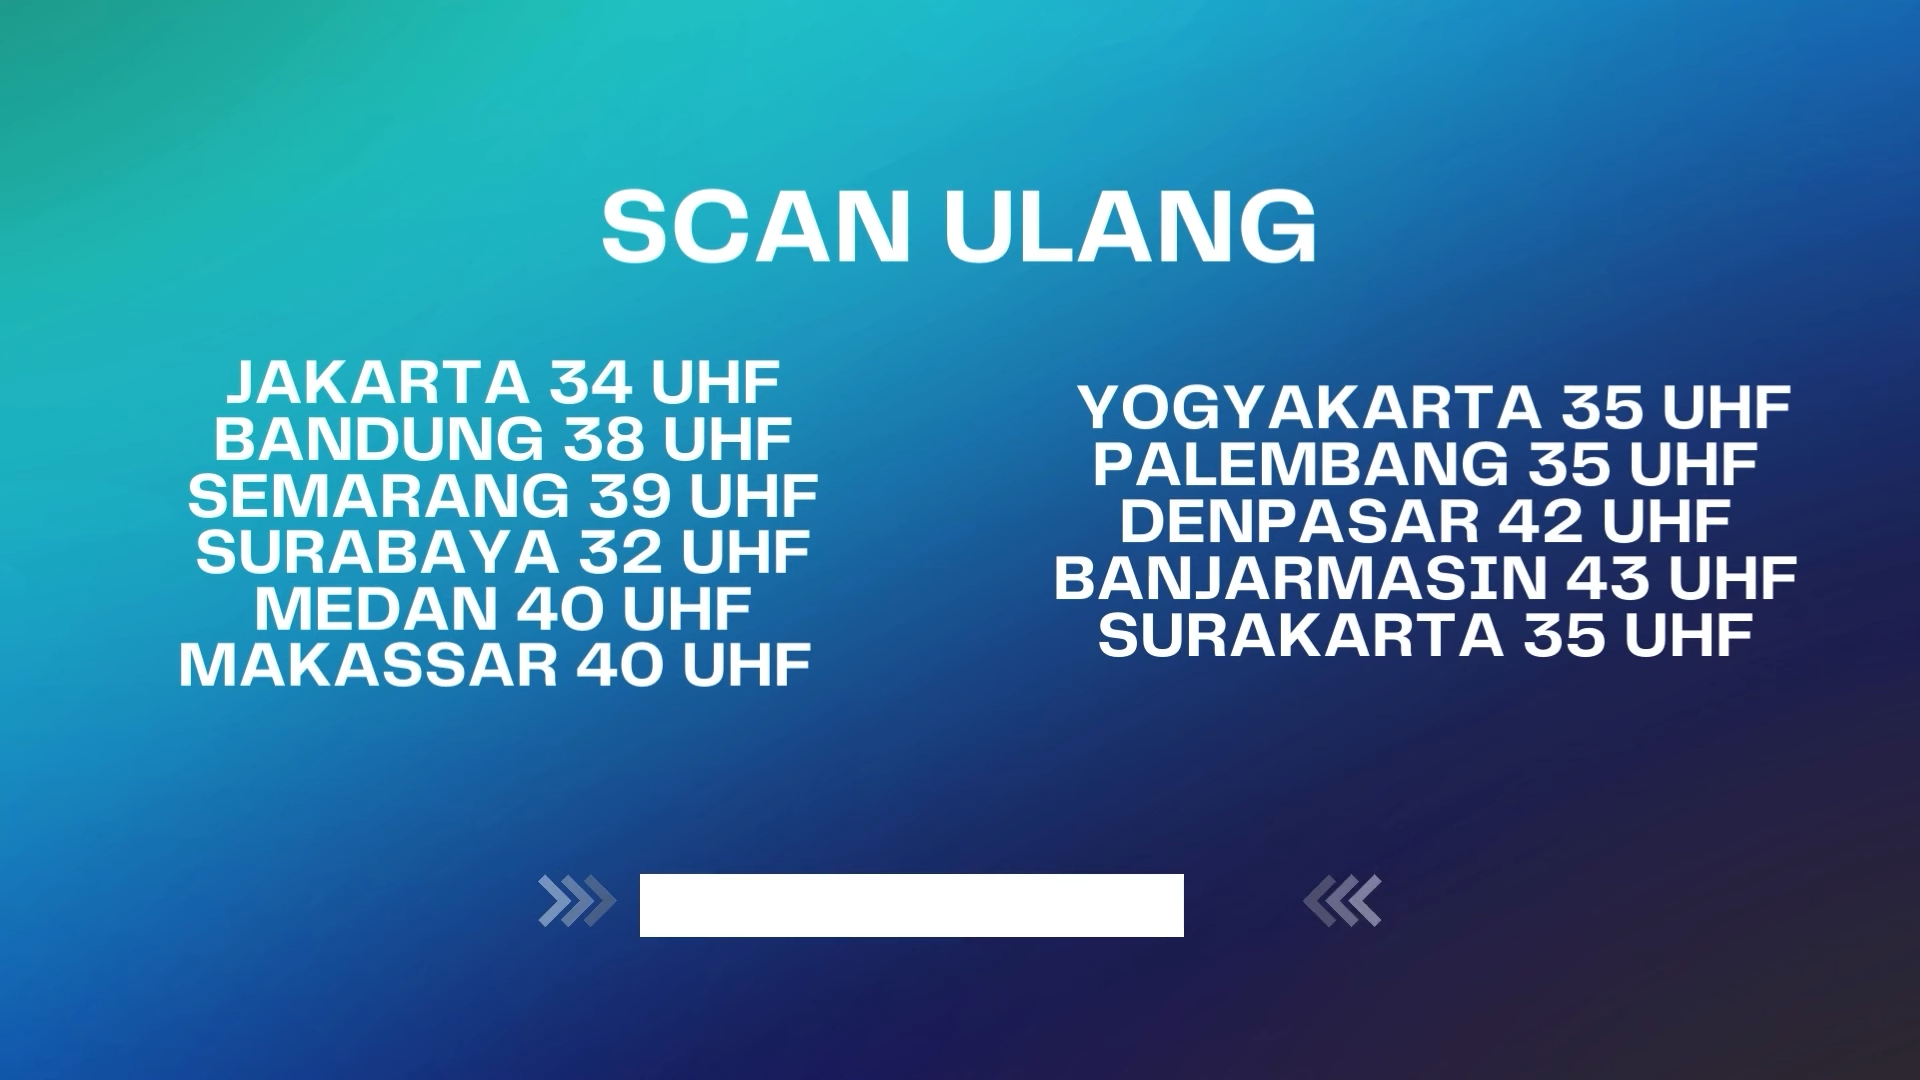 SCAN ULANG
JAKARTA 34 UHF
BANDUNG 38 UHF
SEMARANG 39 UHF
SURABAYA 32 UHF
MEDAN 40 UHF
MAKASSAR 40 UHF
YOGYAKARTA 35 UHF
PALEMBANG 35 UHF
DENPASAR 42 UHF
BANJARMASIN 43 UHF
SURAKARTA 35 UHF